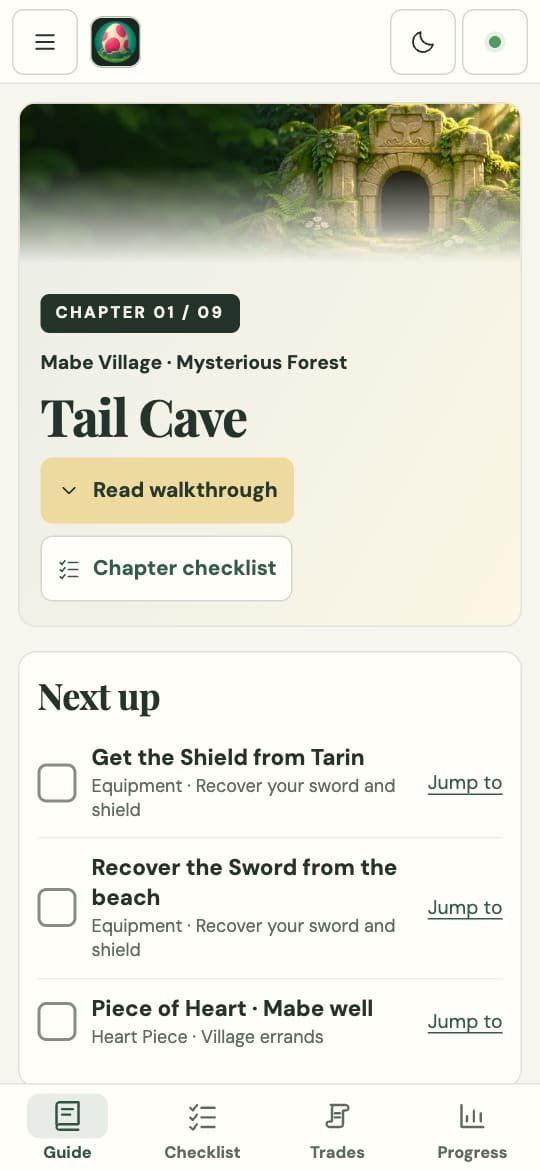 CHAPTER 01 / 09
Mabe Village · Mysterious Forest
Tail Cave
Read walkthrough
Chapter checklist
Next up
Get the Shield from Tarin
Equipment · Recover your sword and
shield
Jump to
Recover the Sword from the
beach
Equipment · Recover your sword and
shield
Jump to
Piece of Heart · Mabe well
Heart Piece · Village errands
Jump to
Guide
Checklist
Trades
Progress